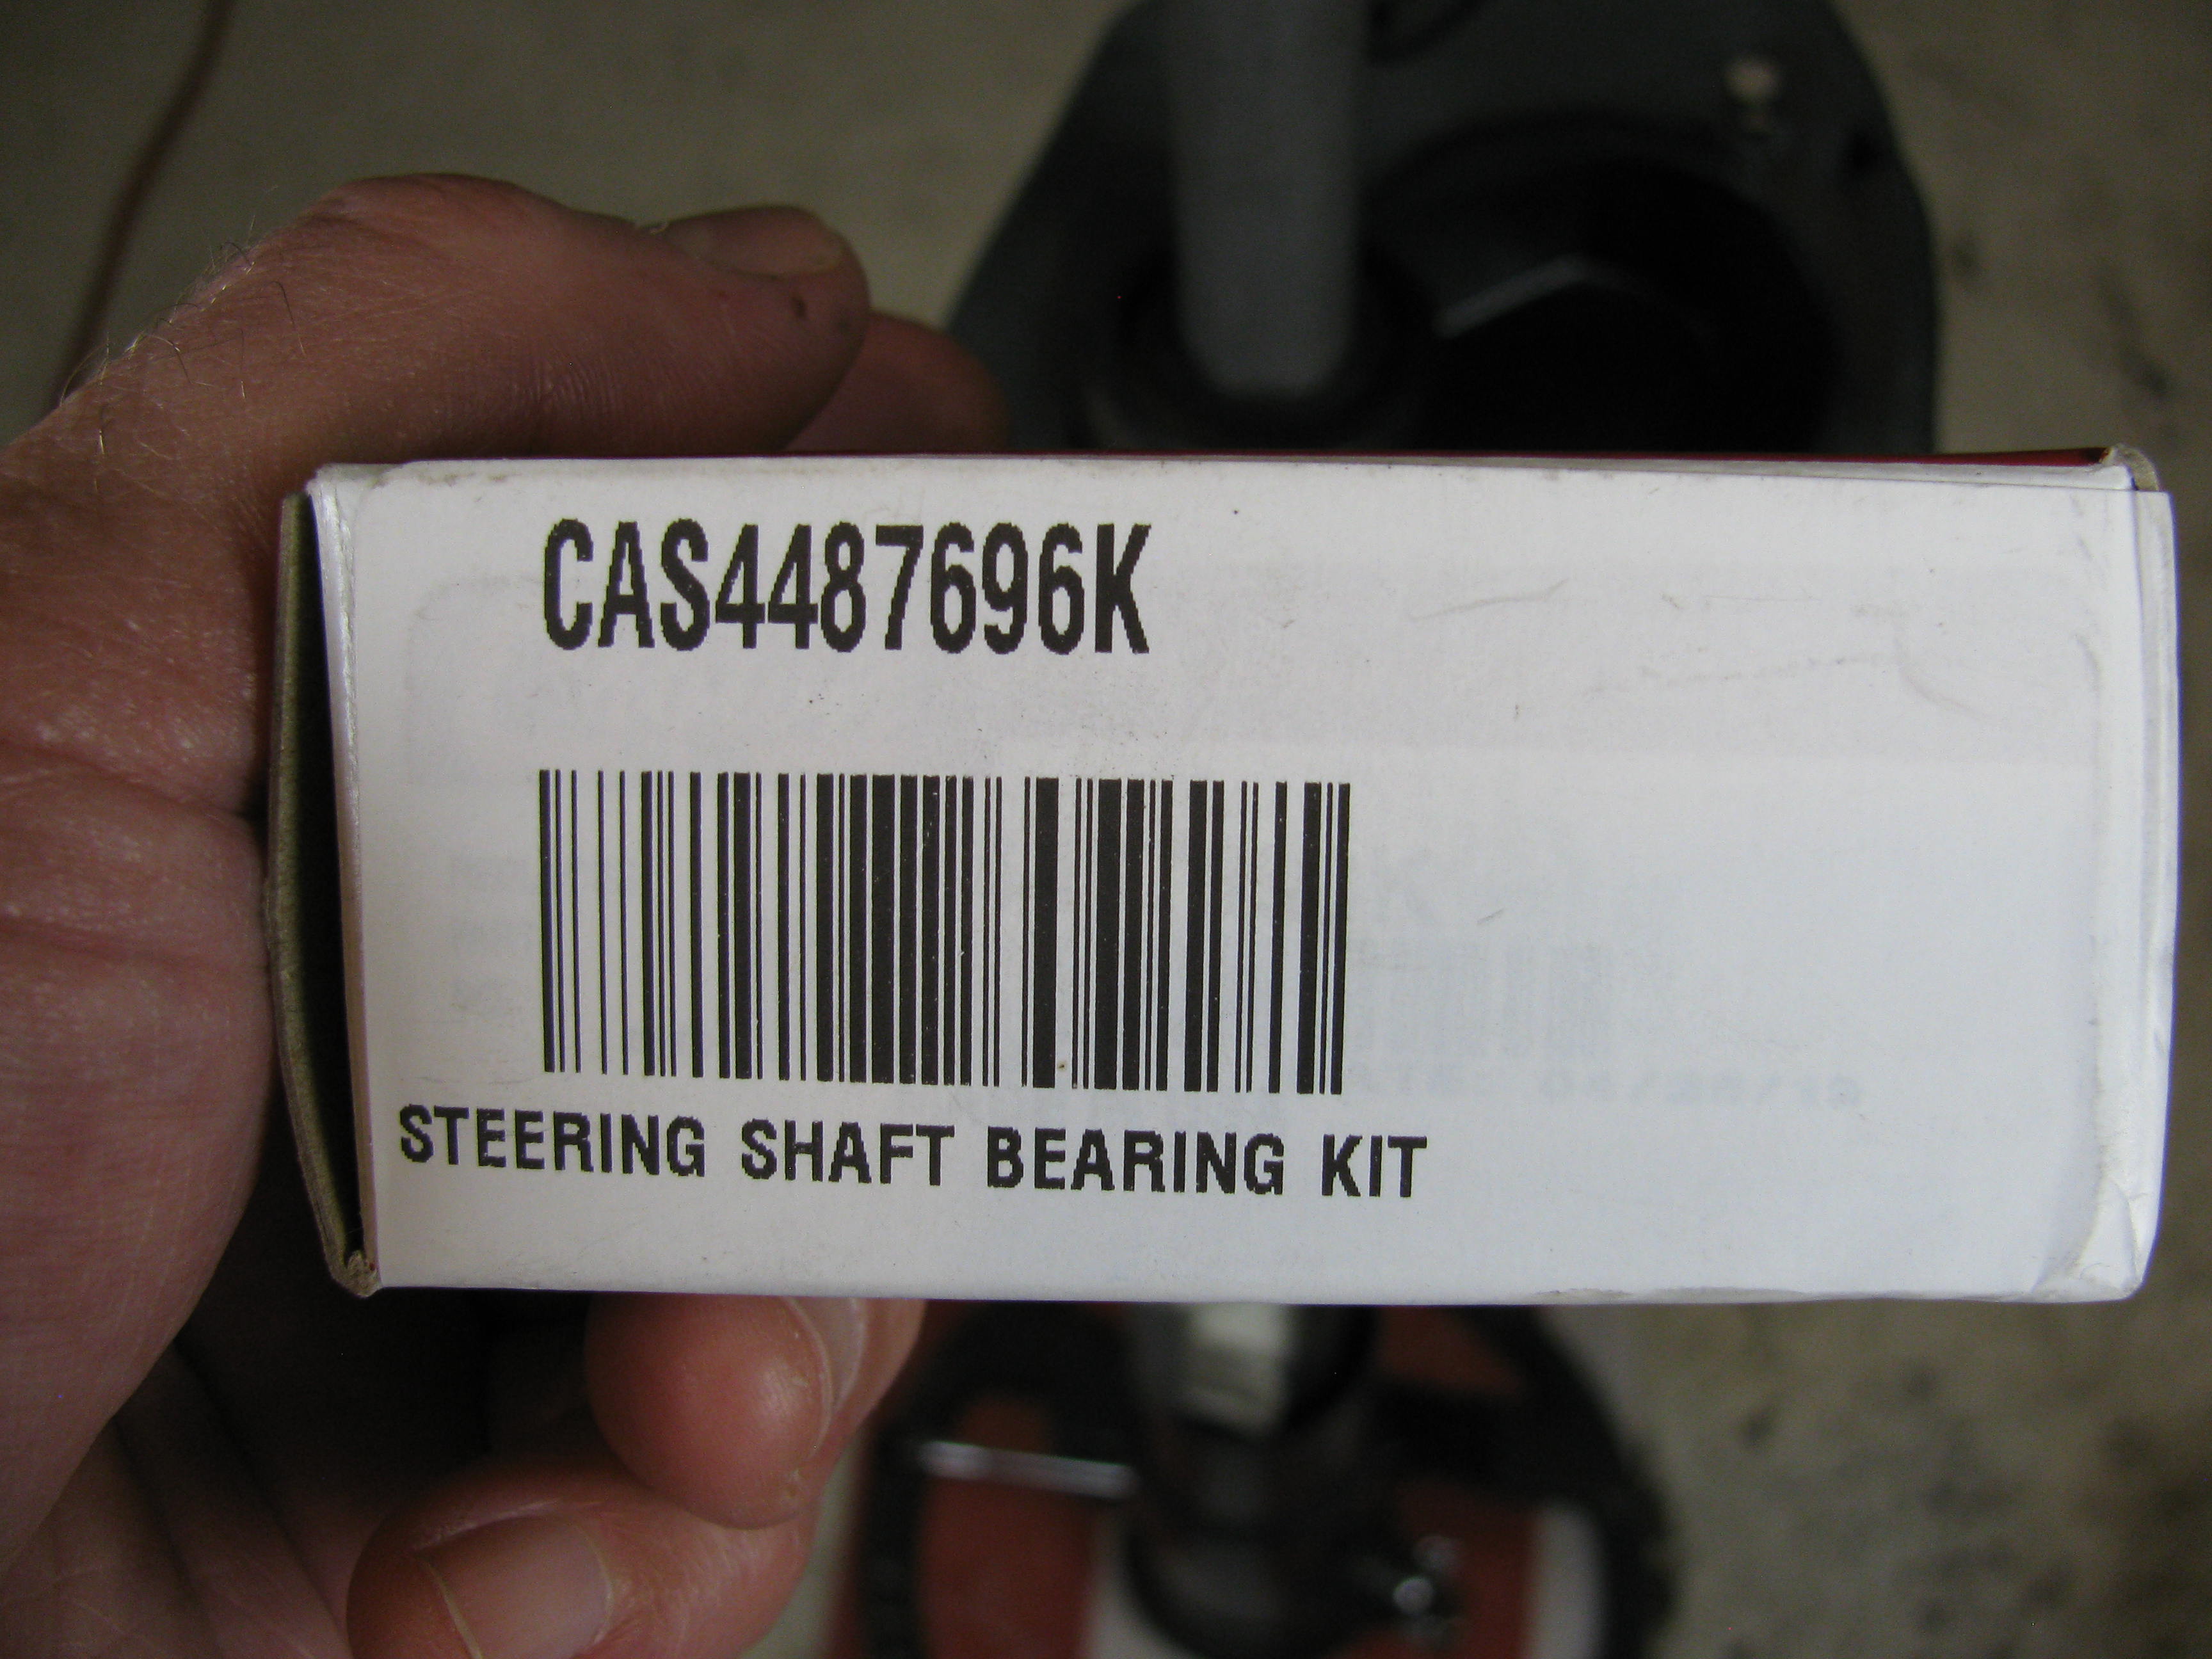 CAS4487696K
STEERING SHAFT BEARING KIT